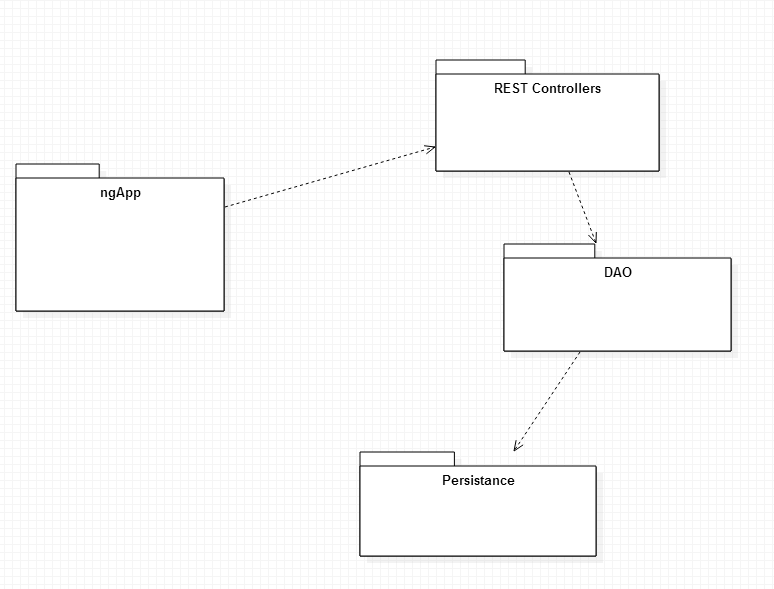 REST Controllers
ngApp
DAO
Persistance